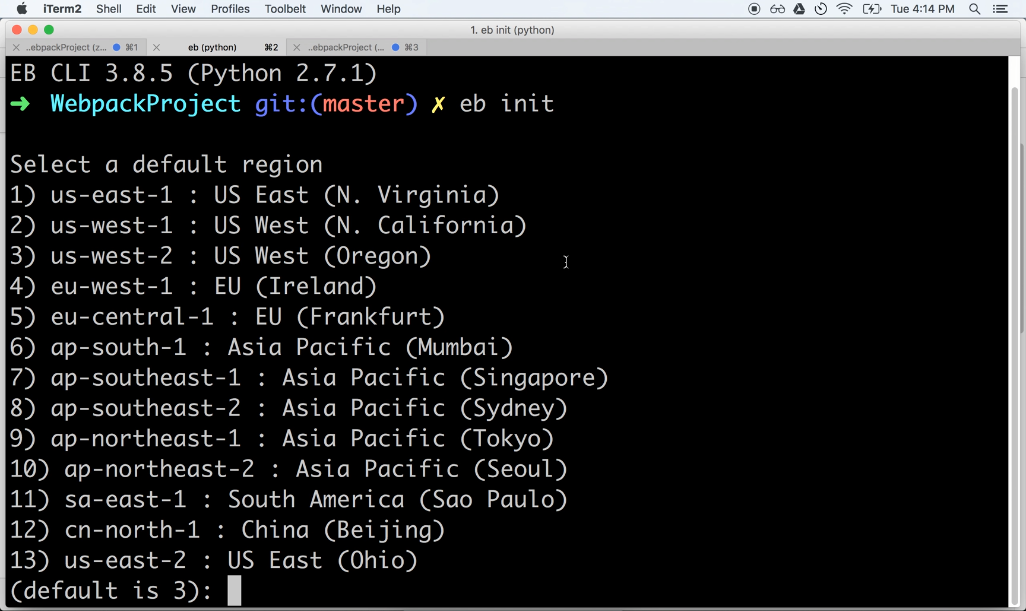 iTerm2 Shell Edit View Profiles Toolbelt Window Help Tue 4:14 PM
1. eb init (python)
..ebpackProject (z... ⌘1 eb (python) ⌘2 ..ebpackProject (... ⌘3
EB CLI 3.8.5 (Python 2.7.1)
➜ WebpackProject git:(master) ✗ eb init
Select a default region
1) us-east-1 : US East (N. Virginia)
2) us-west-1 : US West (N. California)
3) us-west-2 : US West (Oregon)
4) eu-west-1 : EU (Ireland)
5) eu-central-1 : EU (Frankfurt)
6) ap-south-1 : Asia Pacific (Mumbai)
7) ap-southeast-1 : Asia Pacific (Singapore)
8) ap-southeast-2 : Asia Pacific (Sydney)
9) ap-northeast-1 : Asia Pacific (Tokyo)
10) ap-northeast-2 : Asia Pacific (Seoul)
11) sa-east-1 : South America (Sao Paulo)
12) cn-north-1 : China (Beijing)
13) us-east-2 : US East (Ohio)
(default is 3):